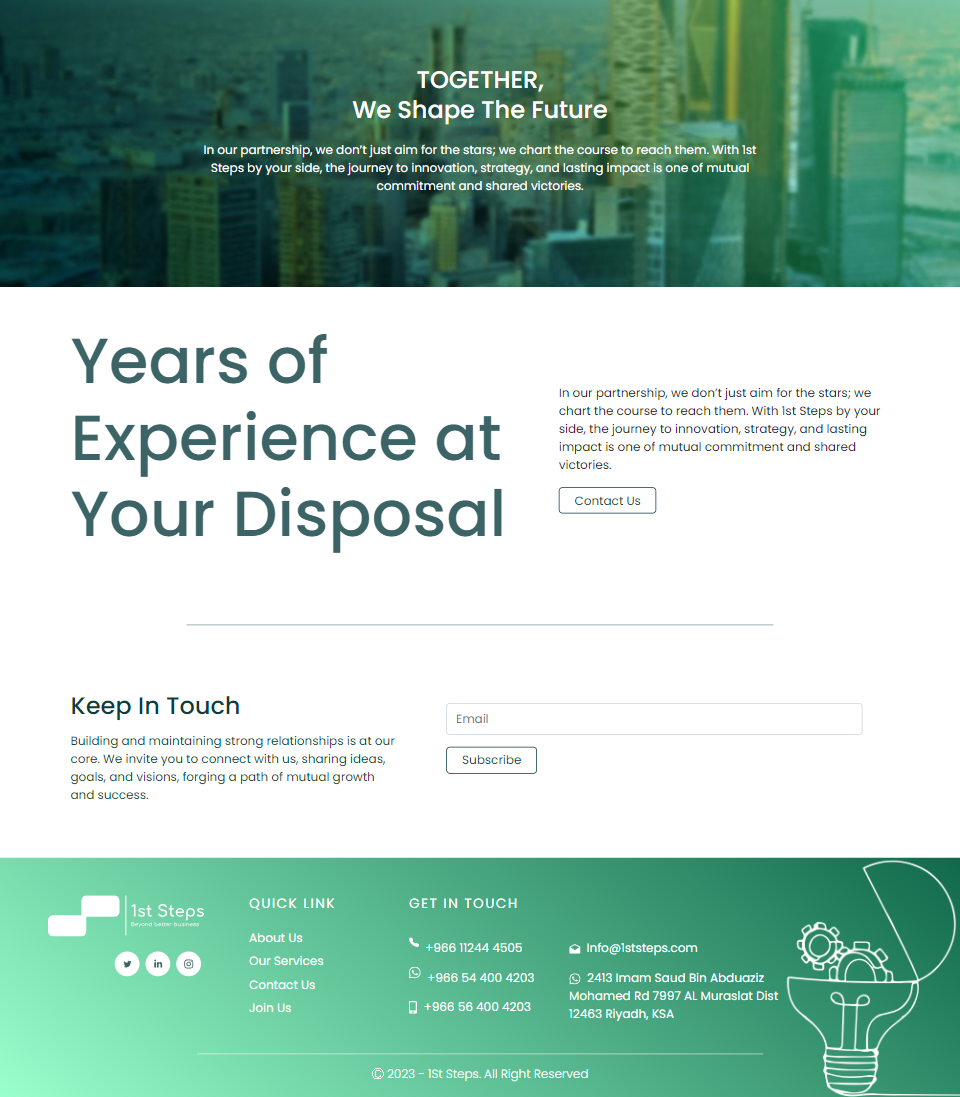 TOGETHER,
We Shape The Future
In our partnership, we don’t just aim for the stars; we chart the course to reach them. With 1st
Steps by your side, the journey to innovation, strategy, and lasting impact is one of mutual
commitment and shared victories.
Years of
Experience at
Your Disposal
In our partnership, we don’t just aim for the stars; we
chart the course to reach them. With 1st Steps by your
side, the journey to innovation, strategy, and lasting
impact is one of mutual commitment and shared
victories.
Contact Us
Keep In Touch
Building and maintaining strong relationships is at our
core. We invite you to connect with us, sharing ideas,
goals, and visions, forging a path of mutual growth
and success.
Email
Subscribe
1st Steps
Beyond better business
QUICK LINK
About Us
Our Services
Contact Us
Join Us
GET IN TOUCH
+966 11244 4505
+966 54 400 4203
+966 56 400 4203
Info@1ststeps.com
2413 Imam Saud Bin Abduaziz
Mohamed Rd 7997 AL Muraslat Dist
12463 Riyadh, KSA
© 2023 - 1St Steps. All Right Reserved